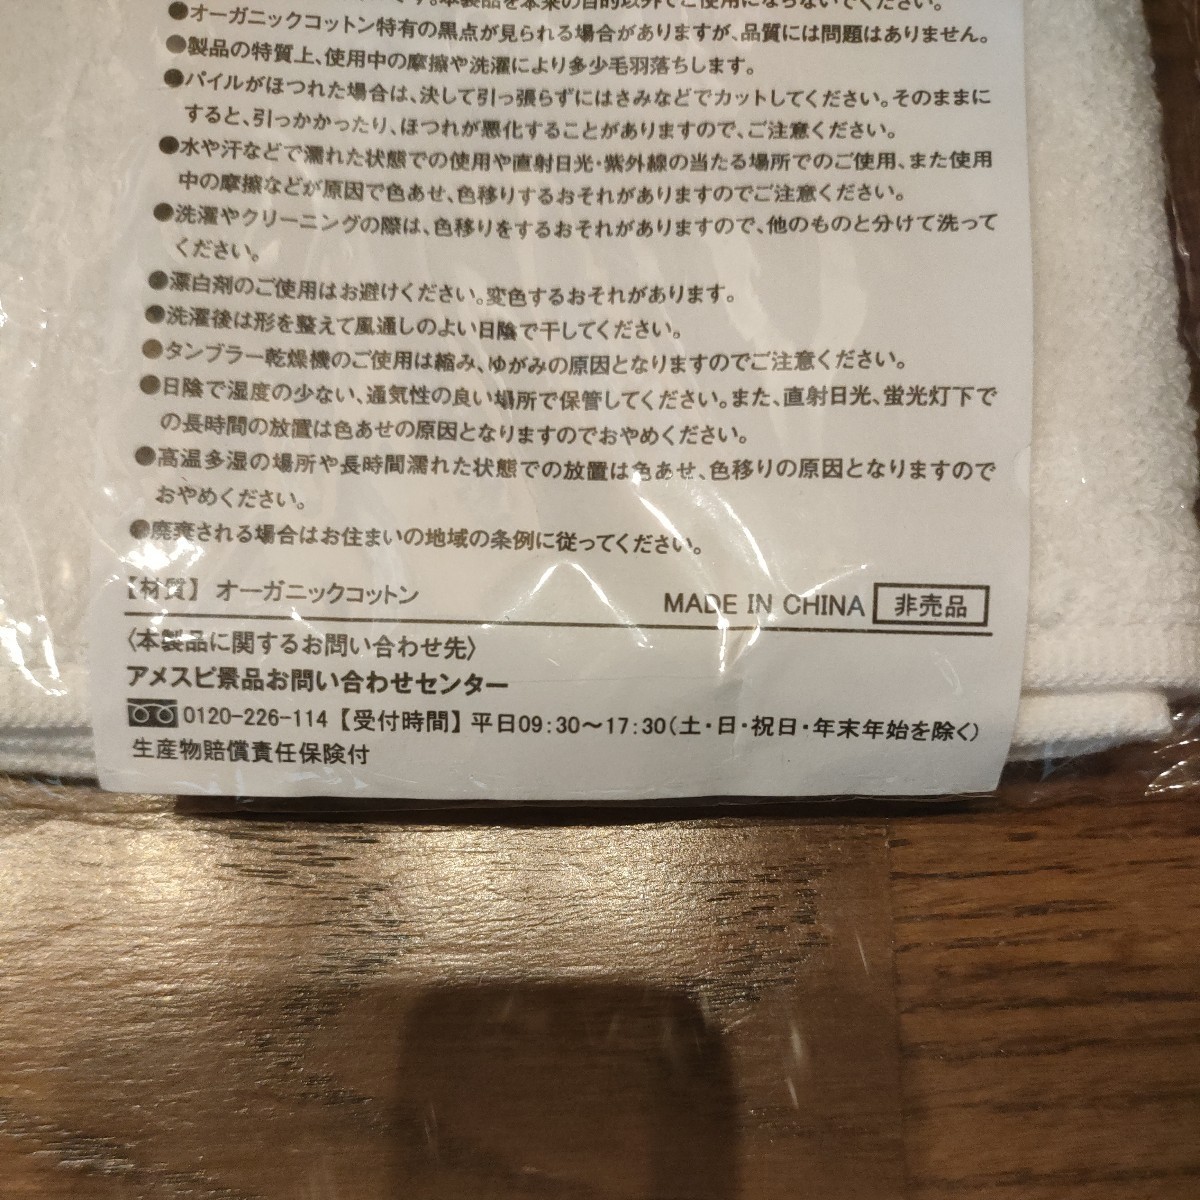 です。本製品を本来の目的以外でご使用にならないでください。
●オーガニックコットン特有の黒点が見られる場合がありますが、品質には問題はありません。
●製品の特質上、使用中の摩擦や洗濯により多少毛羽落ちします。
●パイルがほつれた場合は、決して引っ張らずにはさみなどでカットしてください。そのままに
すると、引っかかったり、ほつれが悪化することがありますので、ご注意ください。
●水や汗などで濡れた状態での使用や直射日光・紫外線の当たる場所でのご使用、また使用
中の摩擦などが原因で色あせ、色移りするおそれがありますのでご注意ください。
●洗濯やクリーニングの際は、色移りをするおそれがありますので、他のものと分けて洗って
ください。
●漂白剤のご使用はお避けください。変色するおそれがあります。
●洗濯後は形を整えて風通しのよい日陰で干してください。
●タンブラー乾燥機のご使用は縮み、ゆがみの原因となりますのでご注意ください。
●日陰で湿度の少ない、通気性の良い場所で保管してください。また、直射日光、蛍光灯下で
の長時間の放置は色あせの原因となりますのでおやめください。
●高温多湿の場所や長時間濡れた状態での放置は色あせ、色移りの原因となりますので
おやめください。
●廃棄される場合はお住まいの地域の条例に従ってください。
【材質】 オーガニックコットン
MADE IN CHINA 非売品
〈本製品に関するお問い合わせ先〉
アメスピ景品お問い合わせセンター
0120-226-114【受付時間】平日09:30～17:30(土・日・祝日・年末年始を除く)
生産物賠償責任保険付